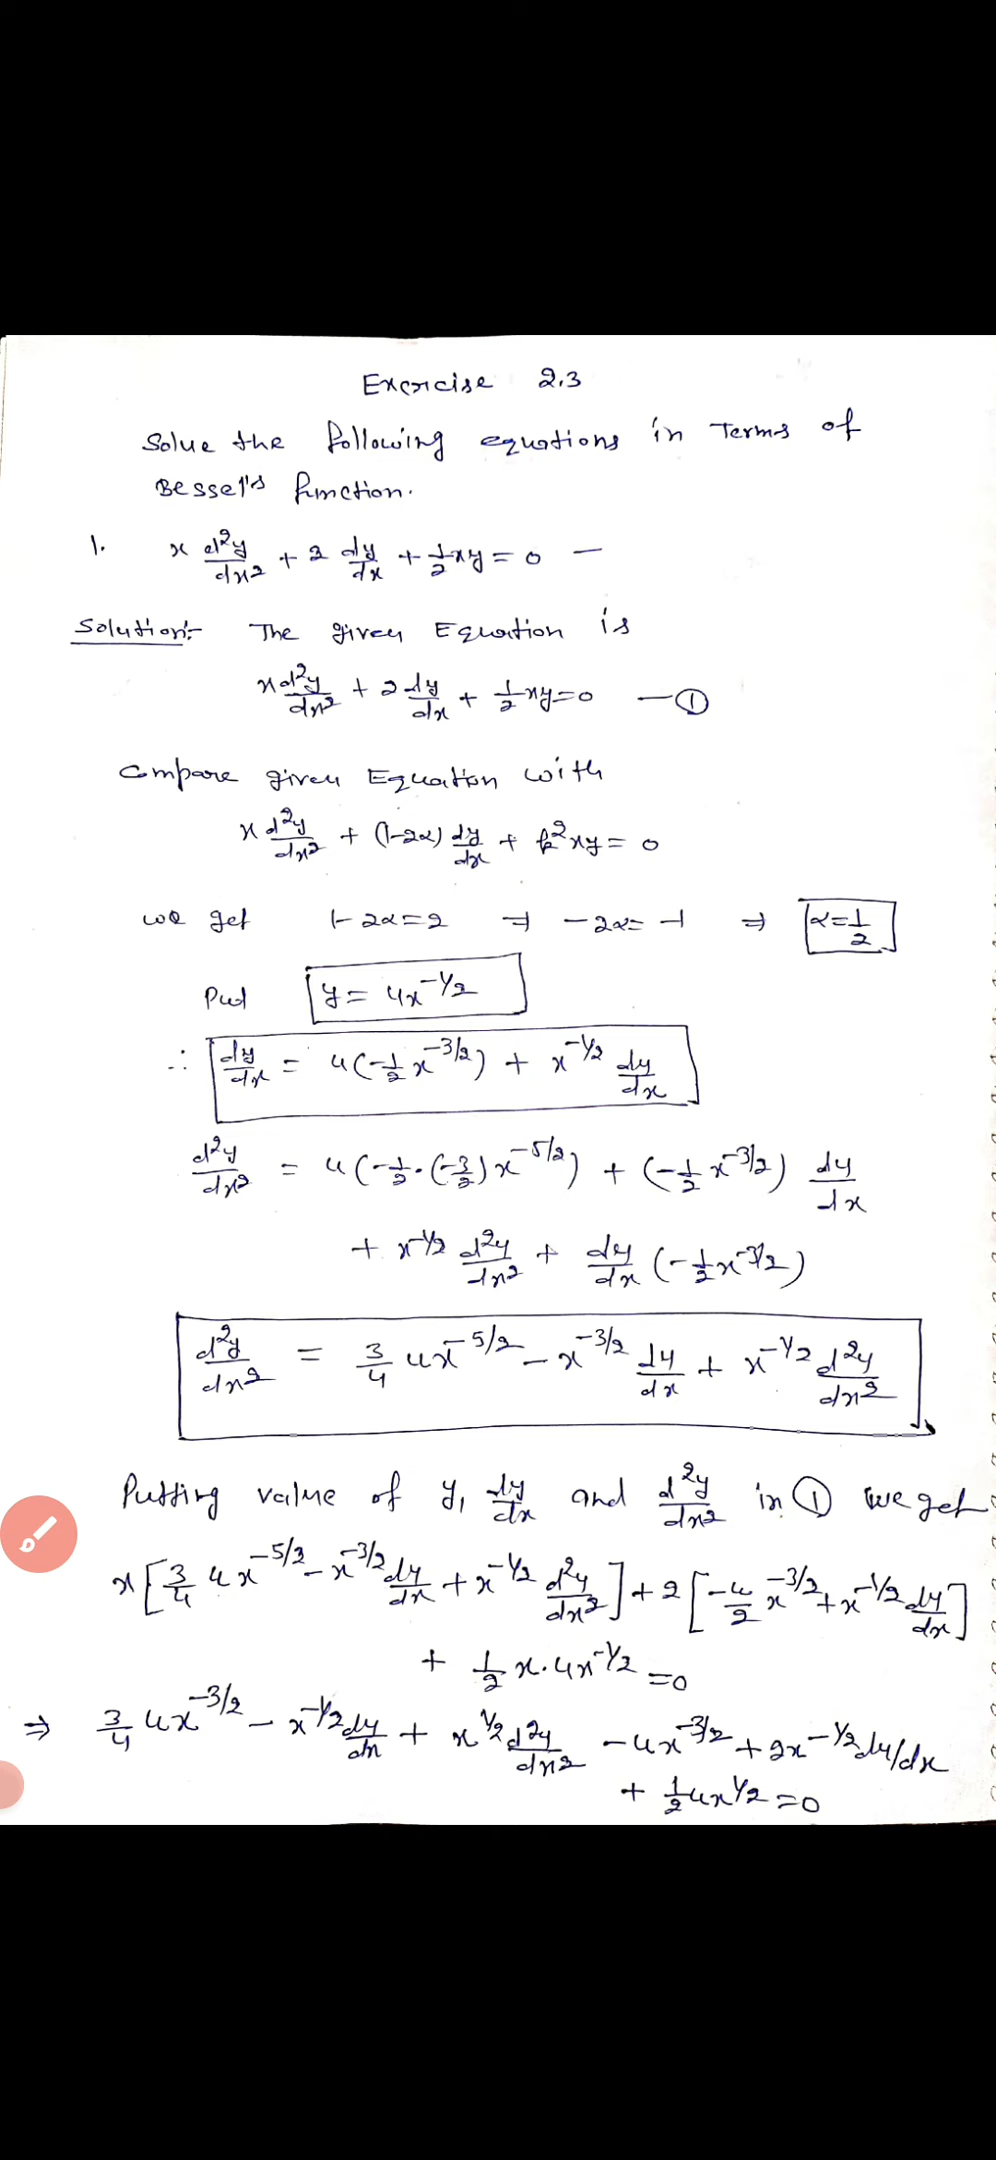 Exercise 2.3
Solve the following equations in Terms of
Bessel's function.
1. x d²y/dx² + 2 dy/dx + 1/2 xy = 0 —
Solution:- The given Equation is
x d²y/dx² + 2 dy/dx + 1/2 xy = 0 — ①
Compare given Equation with
x d²y/dx² + (1-2α) dy/dx + k² xy = 0
we get 1-2α = 2 ⇒ -2α = -1 ⇒ α = 1/2
Put y = ux^-1/2
∴ dy/dx = u(-1/2 x^-3/2) + x^-1/2 du/dx
d²y/dx² = u(-1/2 · (-3/2) x^-5/2) + (-1/2 x^-3/2) du/dx
+ x^-1/2 d²u/dx² + du/dx (-1/2 x^-3/2)
d²y/dx² = 3/4 ux^-5/2 - x^-3/2 du/dx + x^-1/2 d²u/dx²
Putting value of y, dy/dx and d²y/dx² in ① we get
x[3/4 ux^-5/2 - x^-3/2 du/dx + x^-1/2 d²u/dx²] + 2[-u/2 x^-3/2 + x^-1/2 du/dx]
+ 1/2 x · ux^-1/2 = 0
⇒ 3/4 ux^-3/2 - x^-1/2 du/dx + x^1/2 d²u/dx² - ux^-3/2 + 2x^-1/2 du/dx
+ 1/2 ux^1/2 = 0